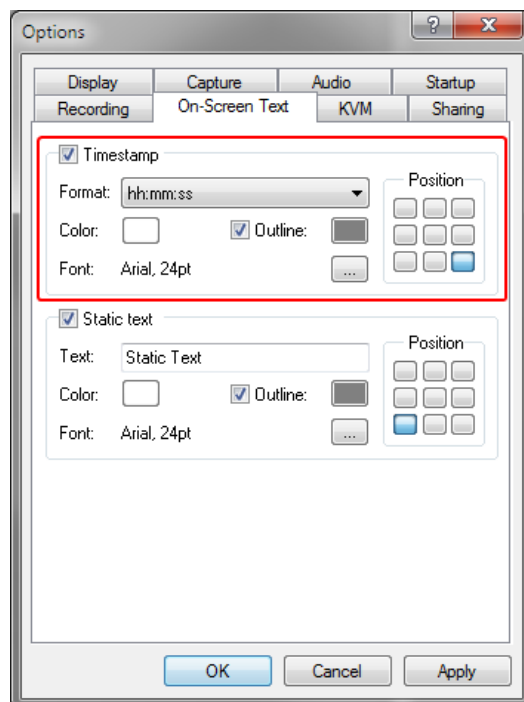 Options
?
X
Display Capture Audio Startup
Recording On-Screen Text KVM Sharing
Timestamp
Format: hh:mm:ss
Position
Color: Outline:
Font: Arial, 24pt ...
Static text
Text: Static Text
Position
Color: Outline:
Font: Arial, 24pt ...
OK Cancel Apply